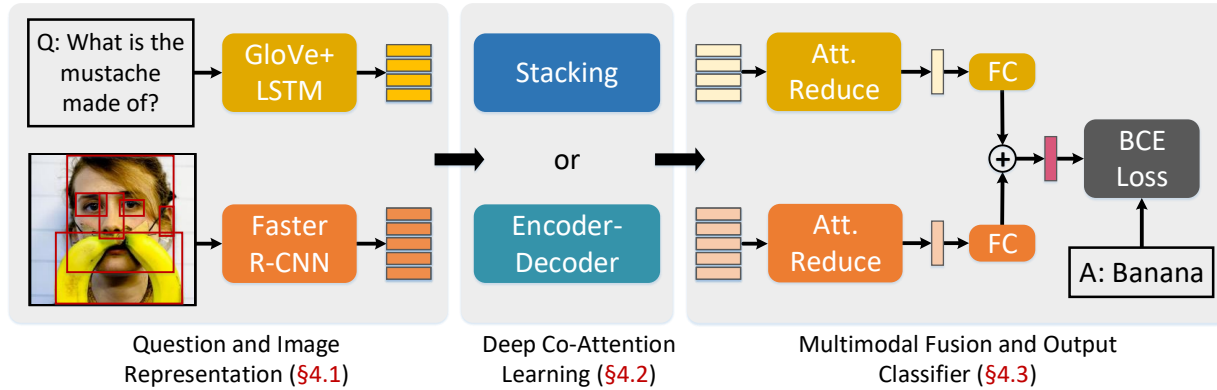 Q: What is the
mustache
made of?
GloVe+
LSTM
Faster
R-CNN
Question and Image
Representation (§4.1)
Stacking
or
Encoder-
Decoder
Deep Co-Attention
Learning (§4.2)
Att.
Reduce
FC
+
BCE
Loss
Att.
Reduce
FC
A: Banana
Multimodal Fusion and Output
Classifier (§4.3)